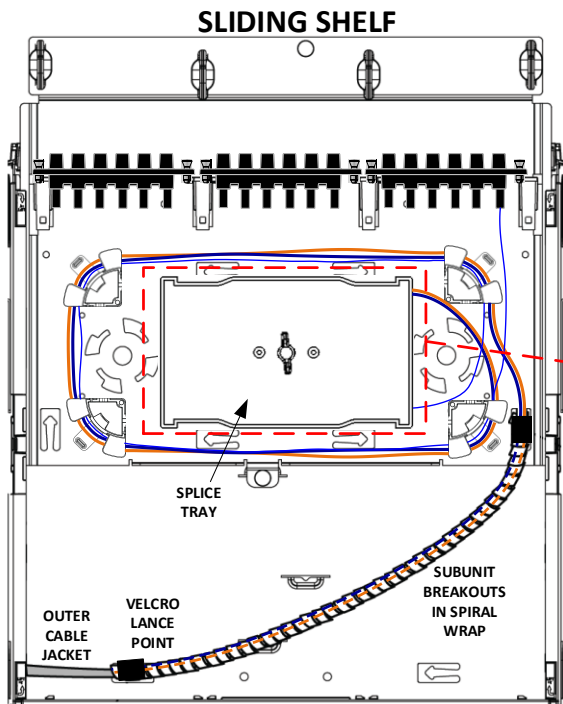 SLIDING SHELF
SPLICE
TRAY
SUBUNIT
BREAKOUTS
IN SPIRAL
WRAP
VELCRO
LANCE
POINT
OUTER
CABLE
JACKET